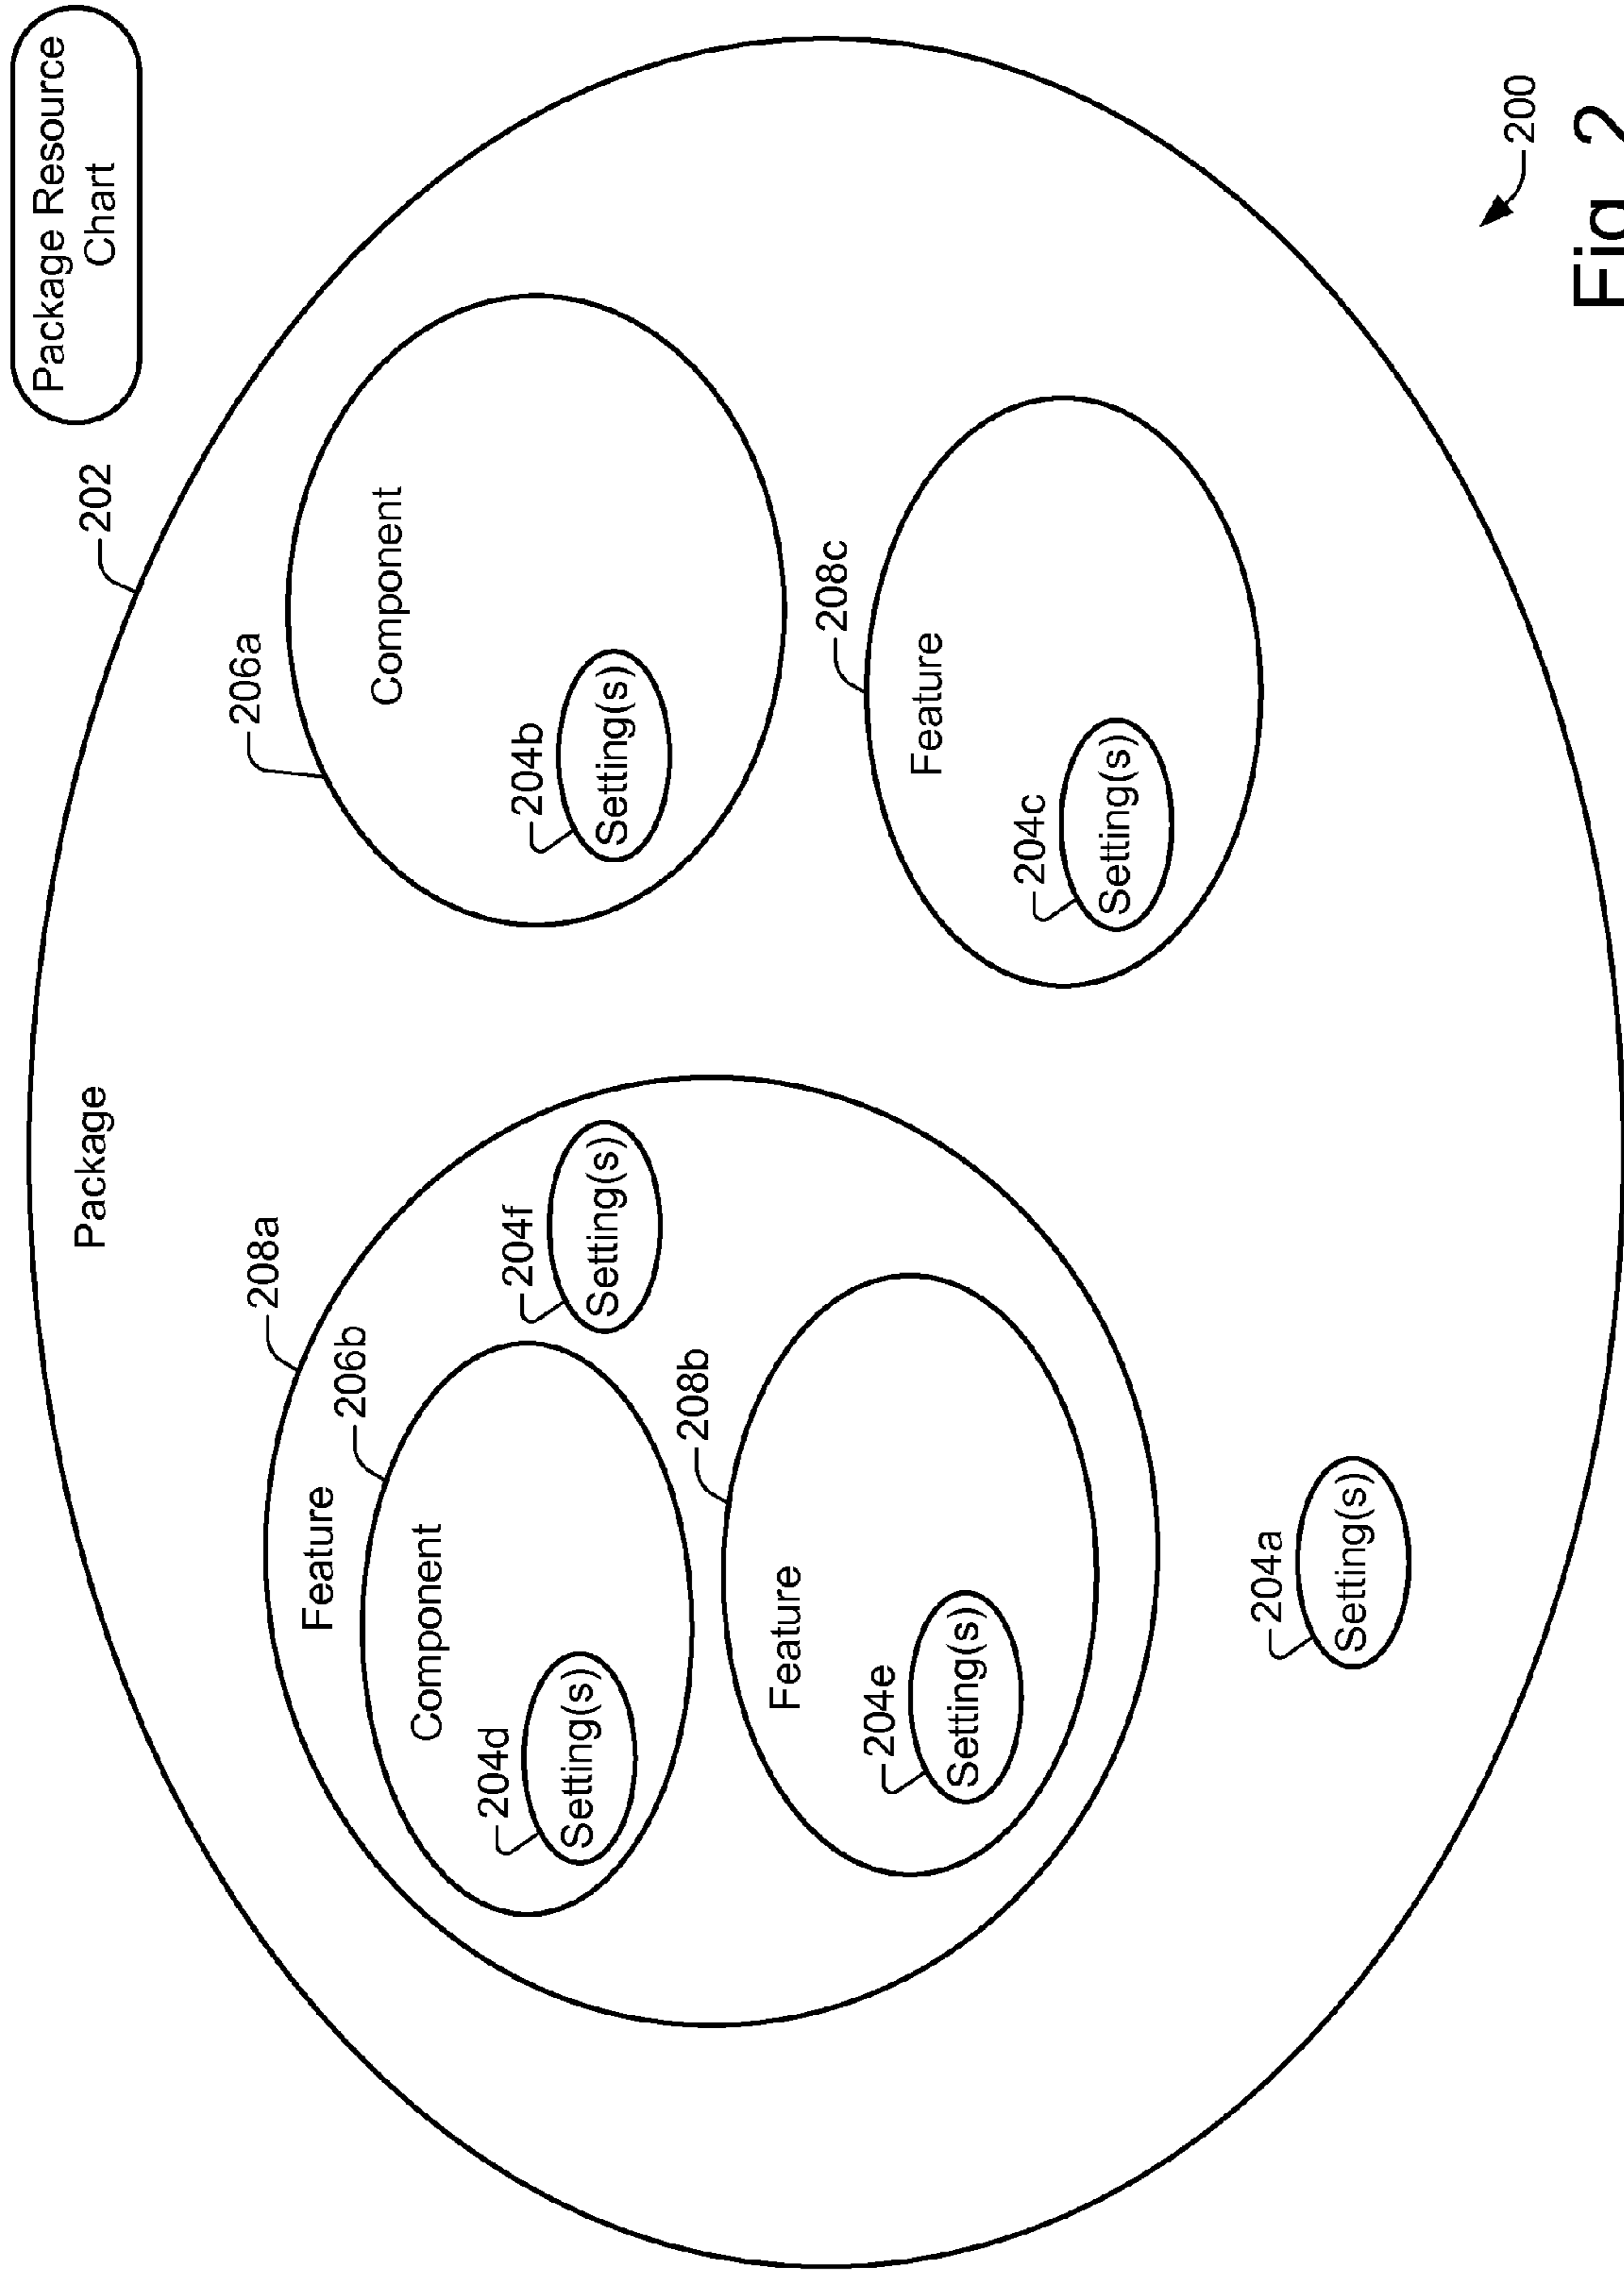 Package Resource
Chart
202
Package
208a
Feature
206b
Component
204d
Setting(s)
204f
Setting(s)
208b
Feature
204e
Setting(s)
206a
Component
204b
Setting(s)
208c
Feature
204c
Setting(s)
204a
Setting(s)
200
Fig. 2